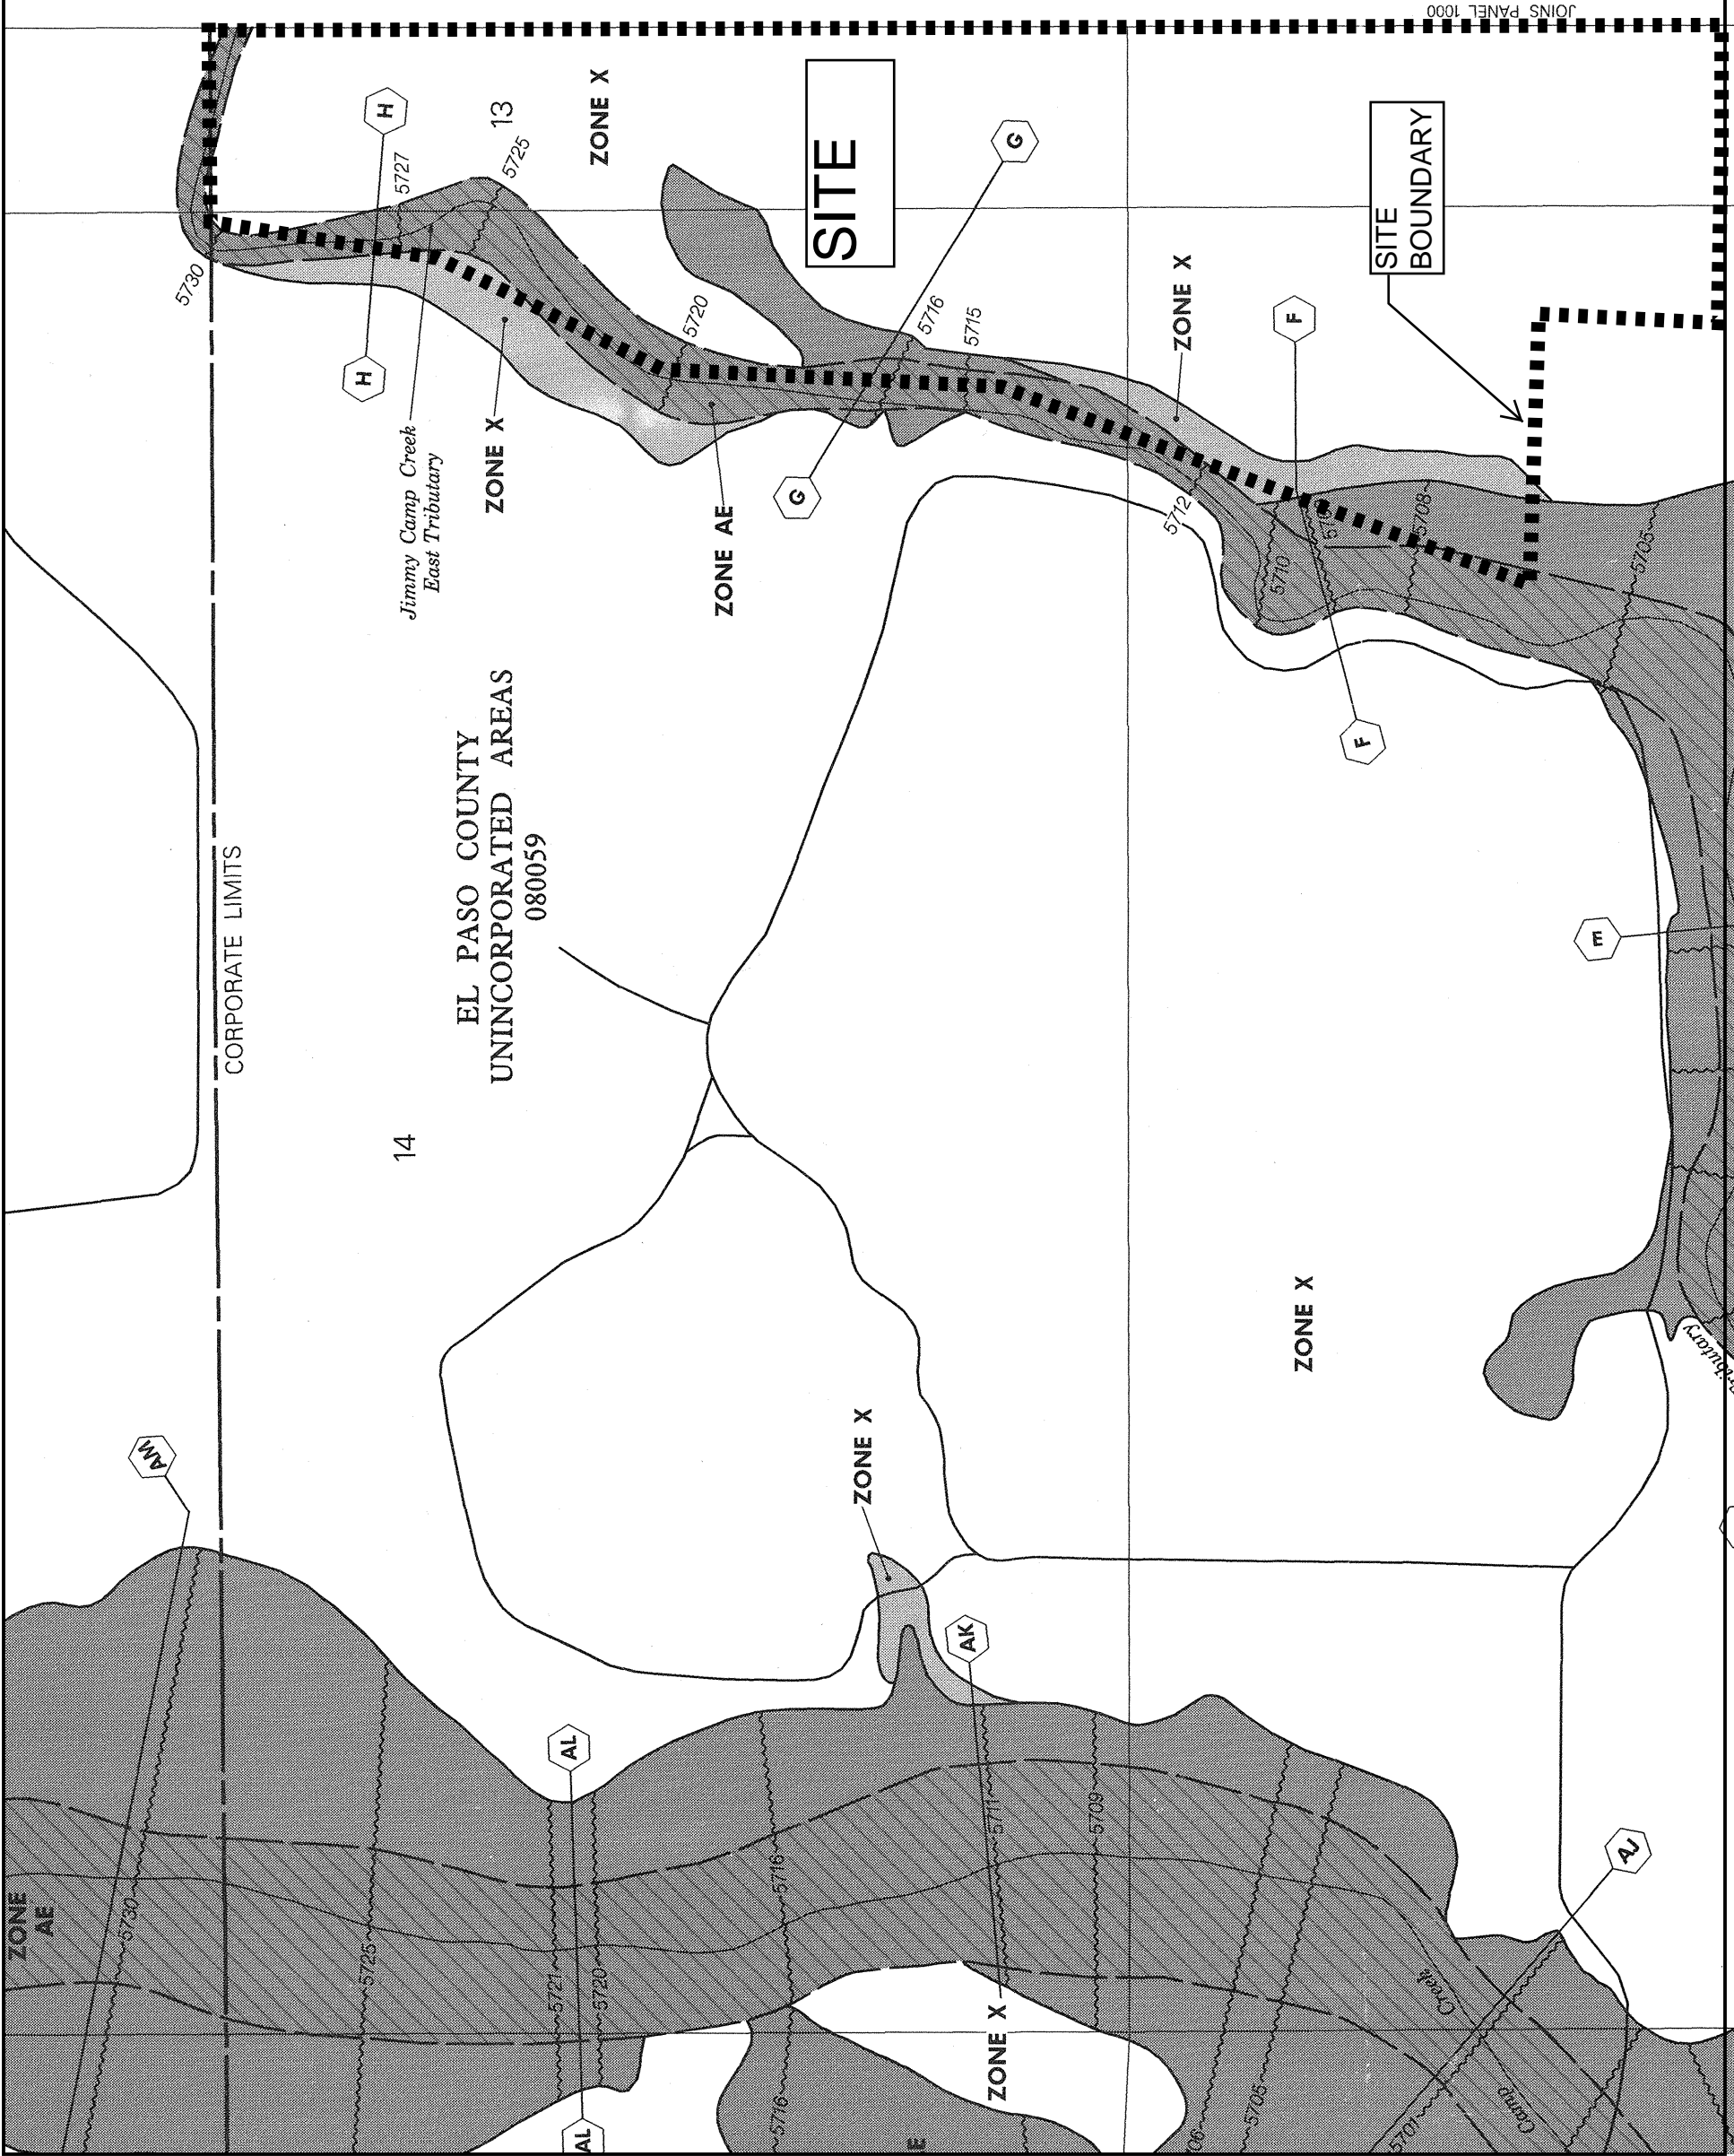 JOINS PANEL 1000
H
13
ZONE X
5727
5725
SITE
G
SITE
BOUNDARY
5730
H
Jimmy Camp Creek
East Tributary
ZONE X
5720
5716
5715
ZONE X
F
G
ZONE AE
5712
5710
5708
5705
F
EL PASO COUNTY
UNINCORPORATED AREAS
080059
CORPORATE LIMITS
14
E
ZONE X
ZONE X
AM
AK
AL
AJ
ZONE
AE
5730
5725
5721
5720
5716
5711
5709
ZONE X
Creek
Camp
5716
5705
5701
AL